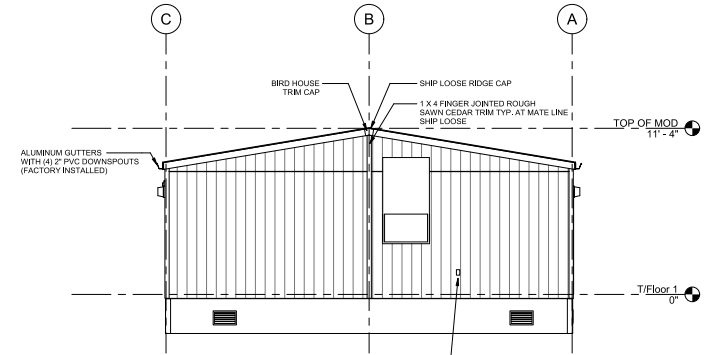 C
B
A
BIRD HOUSE
TRIM CAP
SHIP LOOSE RIDGE CAP
1 X 4 FINGER JOINTED ROUGH
SAWN CEDAR TRIM TYP. AT MATE LINE
SHIP LOOSE
TOP OF MOD
11' - 4"
ALUMINUM GUTTERS
WITH (4) 2" PVC DOWNSPOUTS
(FACTORY INSTALLED)
T/Floor 1
0"